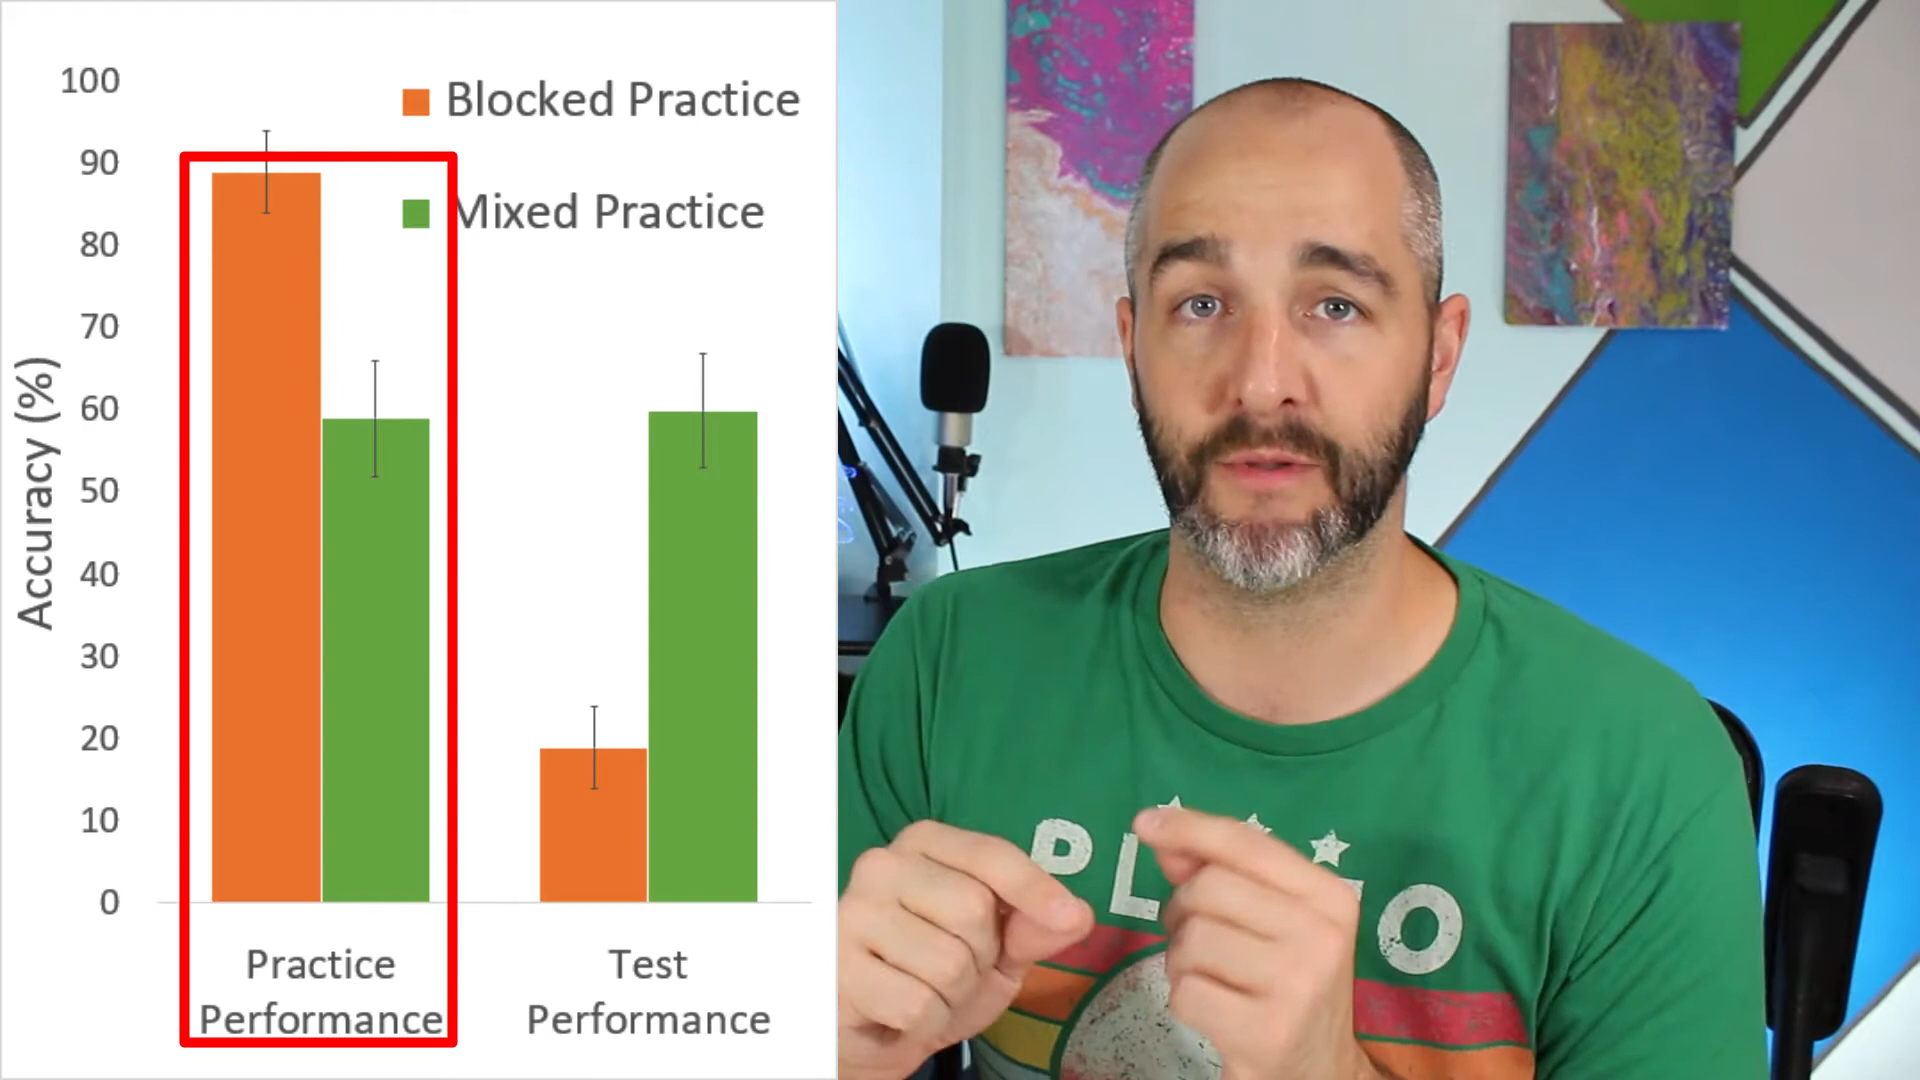 100
90
80
70
60
50
40
30
20
10
0
Accuracy (%)
Blocked Practice
Mixed Practice
Practice
Performance
Test
Performance